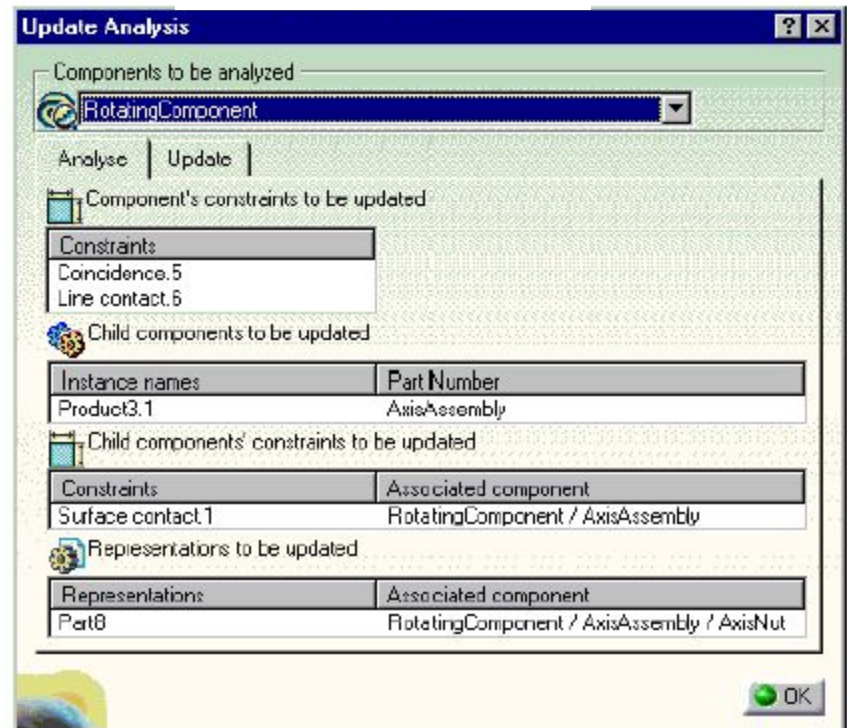 Update Analysis
Components to be analyzed
RotatingComponent
Analyse Update
Component's constraints to be updated
Constraints
Coincidence.5
Line contact.6
Child components to be updated
Instance names Part Number
Product3.1 AxisAssembly
Child components' constraints to be updated
Constraints Associated component
Surface contact.1 RotatingComponent / AxisAssembly
Representations to be updated
Representations Associated component
Part8 RotatingComponent / AxisAssembly / AxisNut
OK